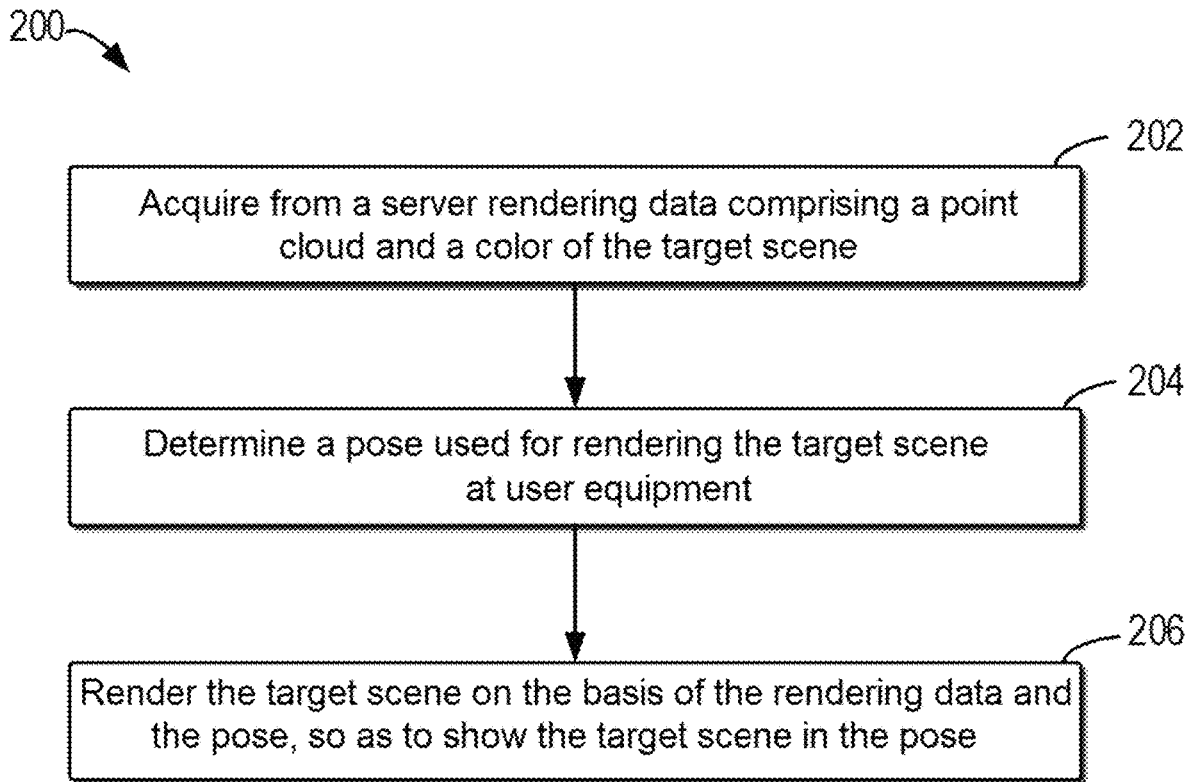 200
202
Acquire from a server rendering data comprising a point
cloud and a color of the target scene
204
Determine a pose used for rendering the target scene
at user equipment
206
Render the target scene on the basis of the rendering data and
the pose, so as to show the target scene in the pose